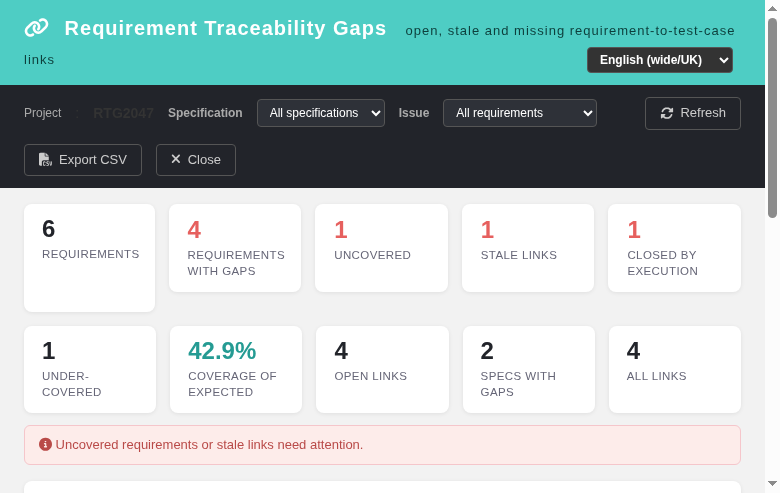 Requirement Traceability Gaps open, stale and missing requirement-to-test-case
links English (wide/UK)
Project : RTG2047 Specification All specifications Issue All requirements Refresh
Export CSV Close
6 4 1 1 1
REQUIREMENTS REQUIREMENTS UNCOVERED STALE LINKS CLOSED BY
WITH GAPS EXECUTION
1 42.9% 4 2 4
UNDER- COVERAGE OF OPEN LINKS SPECS WITH ALL LINKS
COVERED EXPECTED GAPS
Uncovered requirements or stale links need attention.